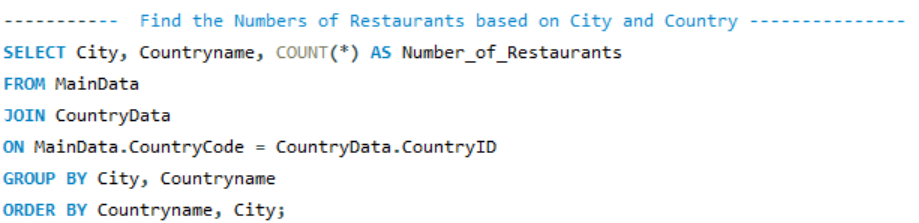 -----------  Find the Numbers of Restaurants based on City and Country ---------------
SELECT City, Countryname, COUNT(*) AS Number_of_Restaurants
FROM MainData
JOIN CountryData
ON MainData.CountryCode = CountryData.CountryID
GROUP BY City, Countryname
ORDER BY Countryname, City;